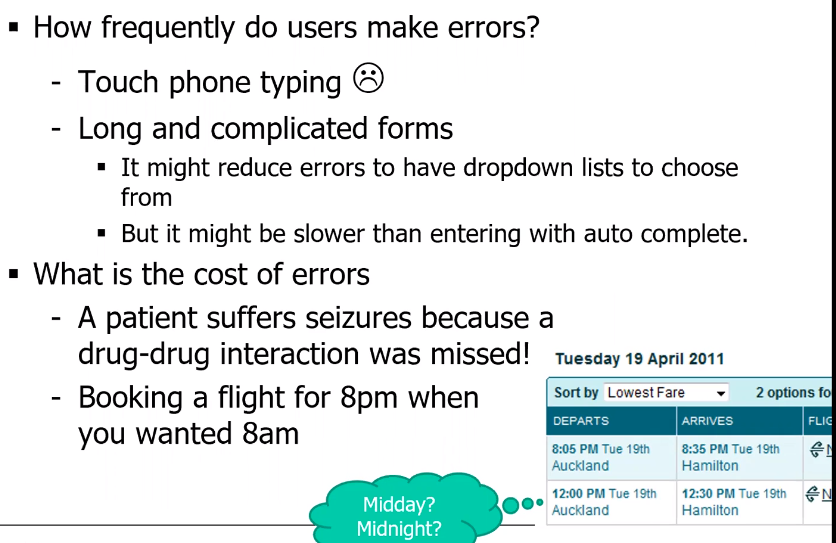 ▪ How frequently do users make errors?
- Touch phone typing ☹
- Long and complicated forms
▪ It might reduce errors to have dropdown lists to choose
from
▪ But it might be slower than entering with auto complete.
▪ What is the cost of errors
- A patient suffers seizures because a
drug-drug interaction was missed!
- Booking a flight for 8pm when
you wanted 8am
Tuesday 19 April 2011
Sort by Lowest Fare 2 options fo
DEPARTS ARRIVES FLIG
8:05 PM Tue 19th 8:35 PM Tue 19th N
Auckland Hamilton
12:00 PM Tue 19th 12:30 PM Tue 19th N
Auckland Hamilton
Midday?
Midnight?